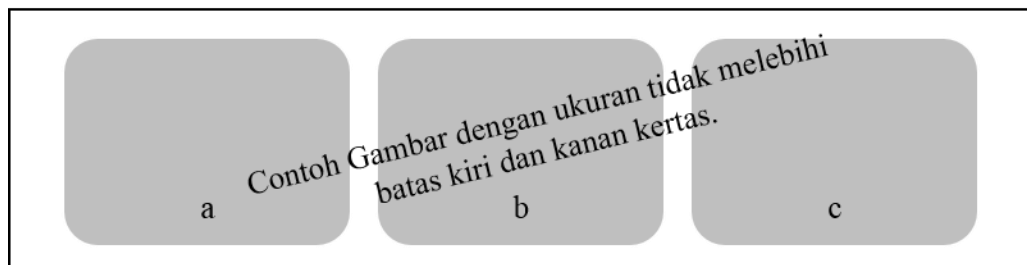 Contoh Gambar dengan ukuran tidak melebihi
batas kiri dan kanan kertas.
a
b
c